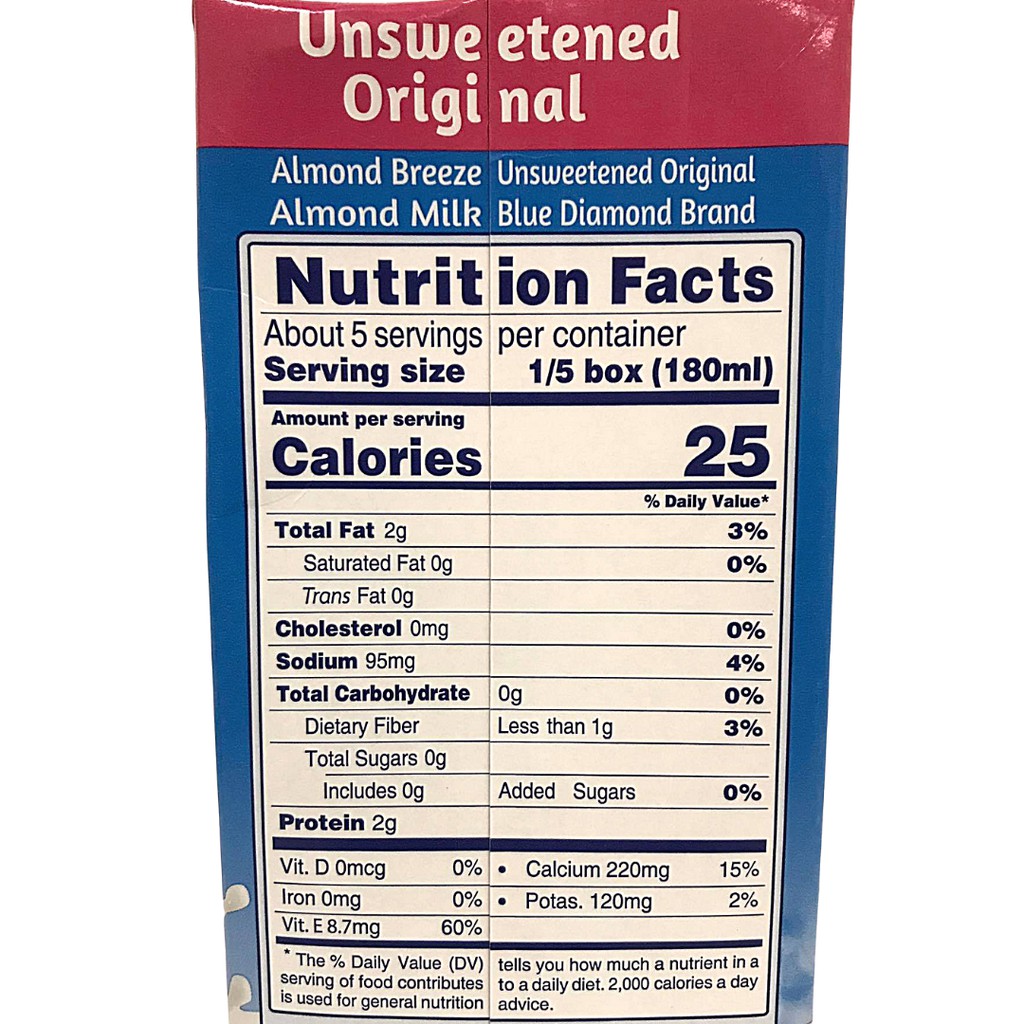 Unsweetened
Original
Almond Breeze Unsweetened Original
Almond Milk Blue Diamond Brand
Nutrition Facts
About 5 servings per container
Serving size 1/5 box (180ml)
Amount per serving
Calories 25
% Daily Value*
Total Fat 2g 3%
Saturated Fat 0g 0%
Trans Fat 0g
Cholesterol 0mg 0%
Sodium 95mg 4%
Total Carbohydrate 0g 0%
Dietary Fiber Less than 1g 3%
Total Sugars 0g
Includes 0g Added Sugars 0%
Protein 2g
Vit. D 0mcg 0% • Calcium 220mg 15%
Iron 0mg 0% • Potas. 120mg 2%
Vit. E 8.7mg 60%
* The % Daily Value (DV) tells you how much a nutrient in a
serving of food contributes to a daily diet. 2,000 calories a day
is used for general nutrition advice.